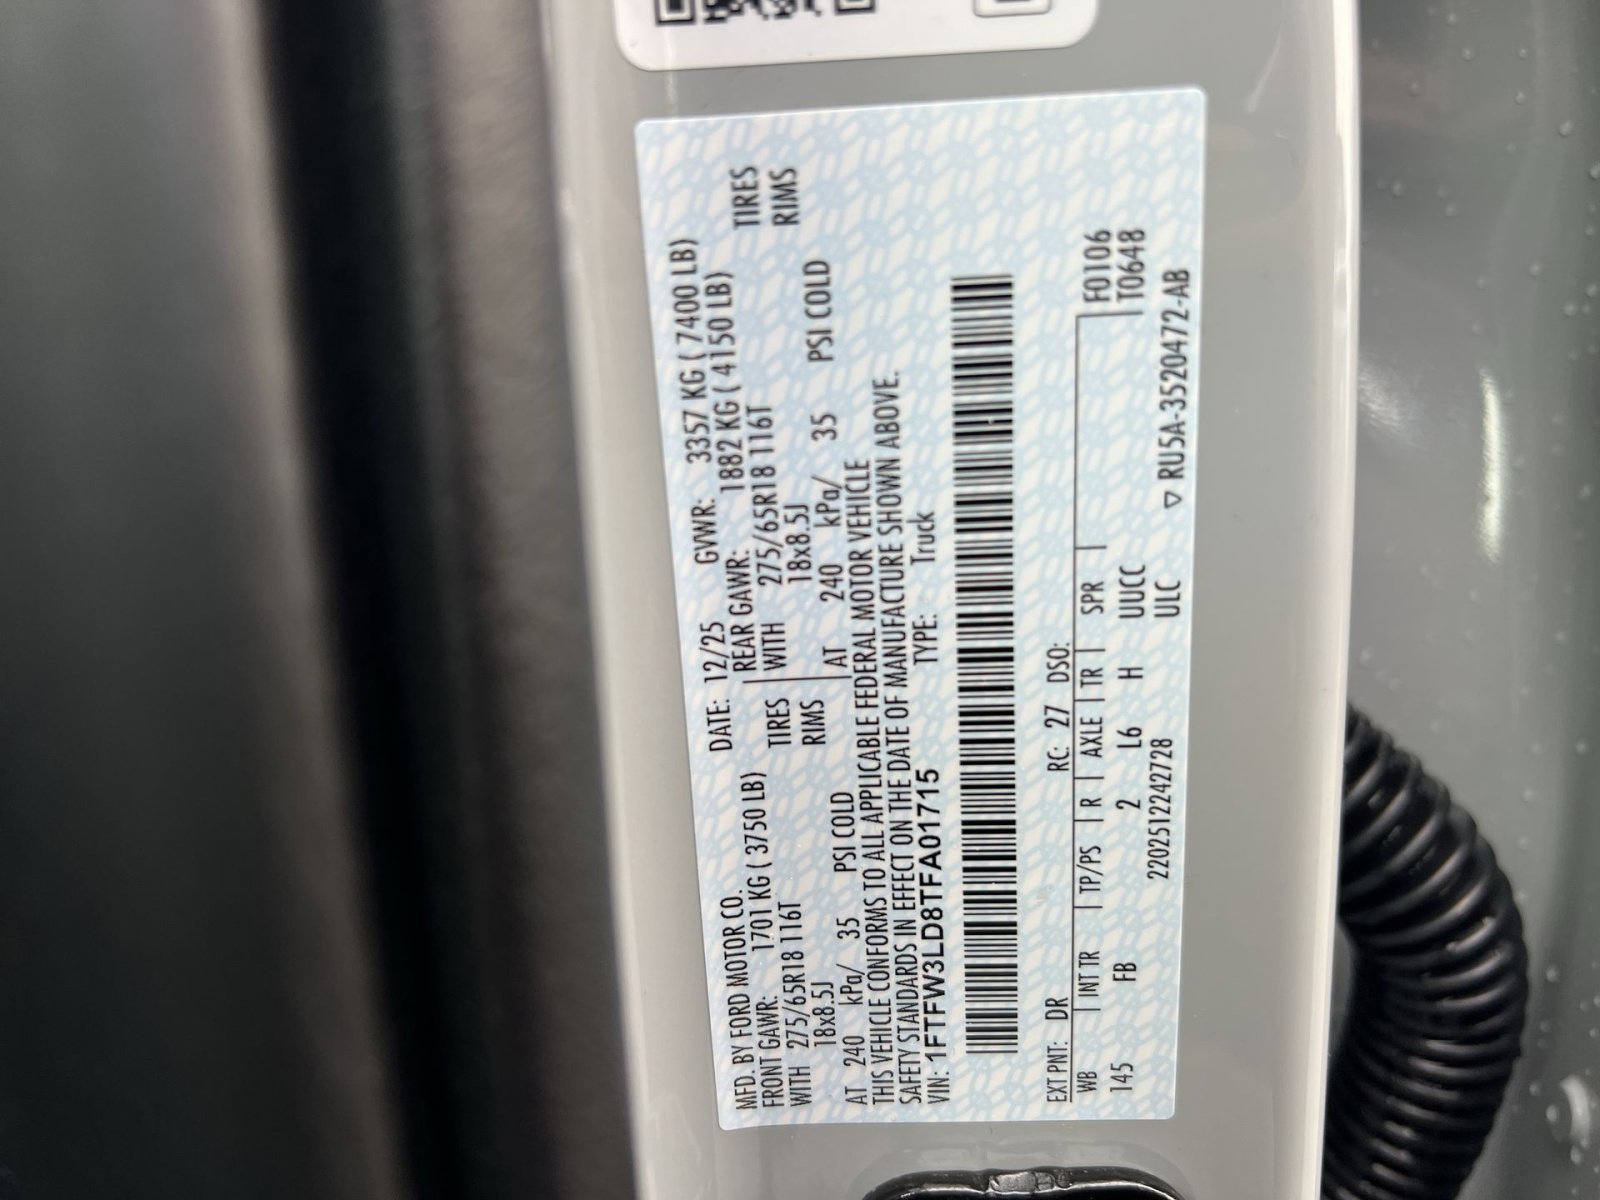 MFD. BY FORD MOTOR CO. DATE: 12/25 GVWR: 3357 KG ( 7400 LB)
FRONT GAWR: 1701 KG ( 3750 LB) REAR GAWR: 1882 KG ( 4150 LB)
WITH 275/65R18 116T TIRES WITH 275/65R18 116T TIRES
18x8.5J RIMS 18x8.5J RIMS
AT 240 kPa/ 35 PSI COLD AT 240 kPa/ 35 PSI COLD
THIS VEHICLE CONFORMS TO ALL APPLICABLE FEDERAL MOTOR VEHICLE
SAFETY STANDARDS IN EFFECT ON THE DATE OF MANUFACTURE SHOWN ABOVE.
VIN: 1FTFW3LD8TFA01715 TYPE: Truck
EXT PNT: DR RC: 27 DSO: F0106
WB INT TR TP/PS R AXLE TR SPR T0648
145 FB 2 L6 H UUCC
2202512242728 ULC ▽ RU5A-3520472-AB